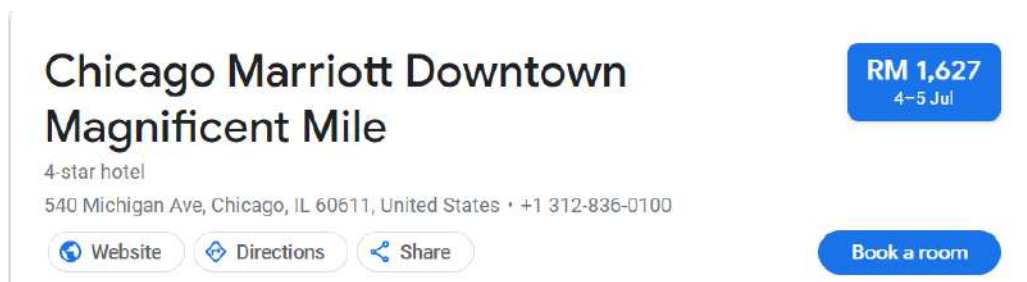 Chicago Marriott Downtown
Magnificent Mile
4-star hotel
540 Michigan Ave, Chicago, IL 60611, United States • +1 312-836-0100
Website
Directions
Share
RM 1,627
4–5 Jul
Book a room